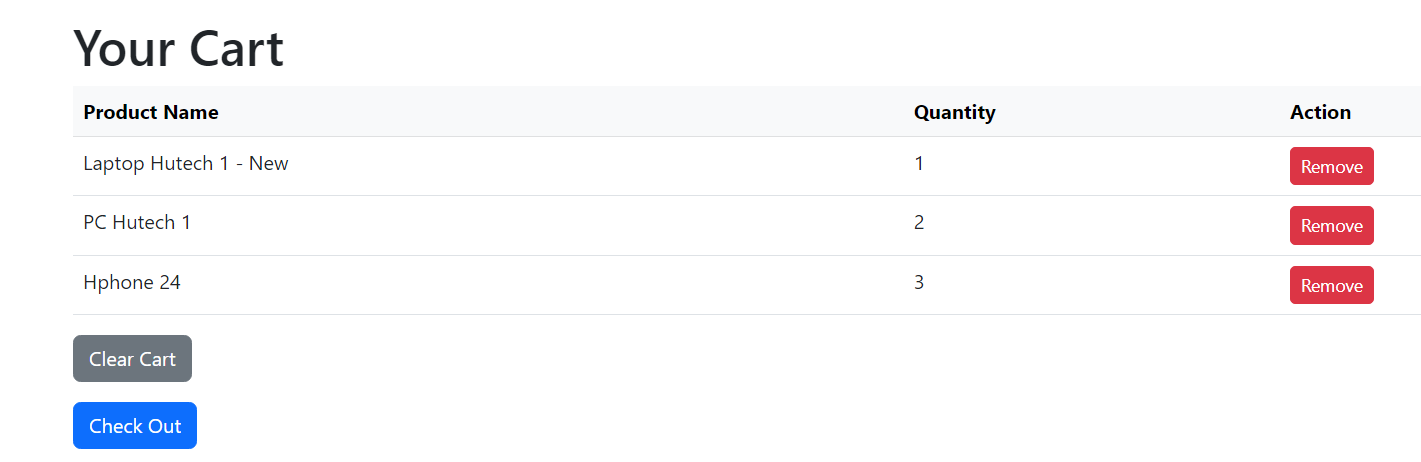 Your Cart
Product Name Quantity Action
Laptop Hutech 1 - New 1 Remove
PC Hutech 1 2 Remove
Hphone 24 3 Remove
Clear Cart
Check Out